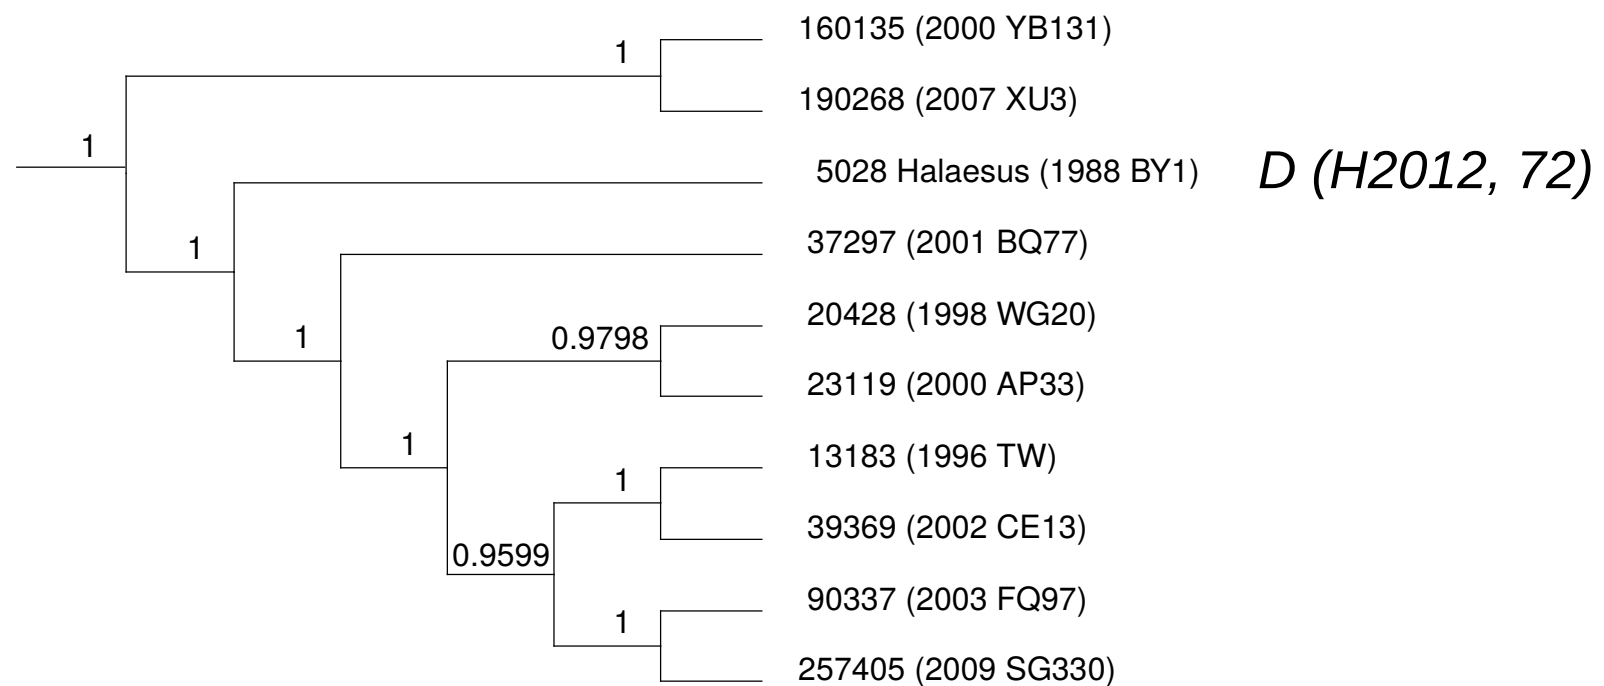 160135 (2000 YB131)
1
190268 (2007 XU3)
1
5028 Halaesus (1988 BY1) D (H2012, 72)
1
37297 (2001 BQ77)
20428 (1998 WG20)
1
0.9798
23119 (2000 AP33)
1
13183 (1996 TW)
1
39369 (2002 CE13)
0.9599
90337 (2003 FQ97)
1
257405 (2009 SG330)